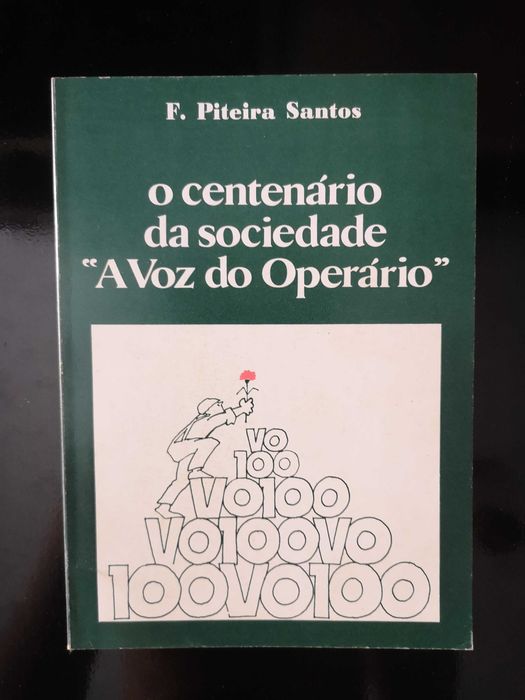 F. Piteira Santos
o centenário
da sociedade
"A Voz do Operário"
VO
100
VO100
VO100VO
100VO100